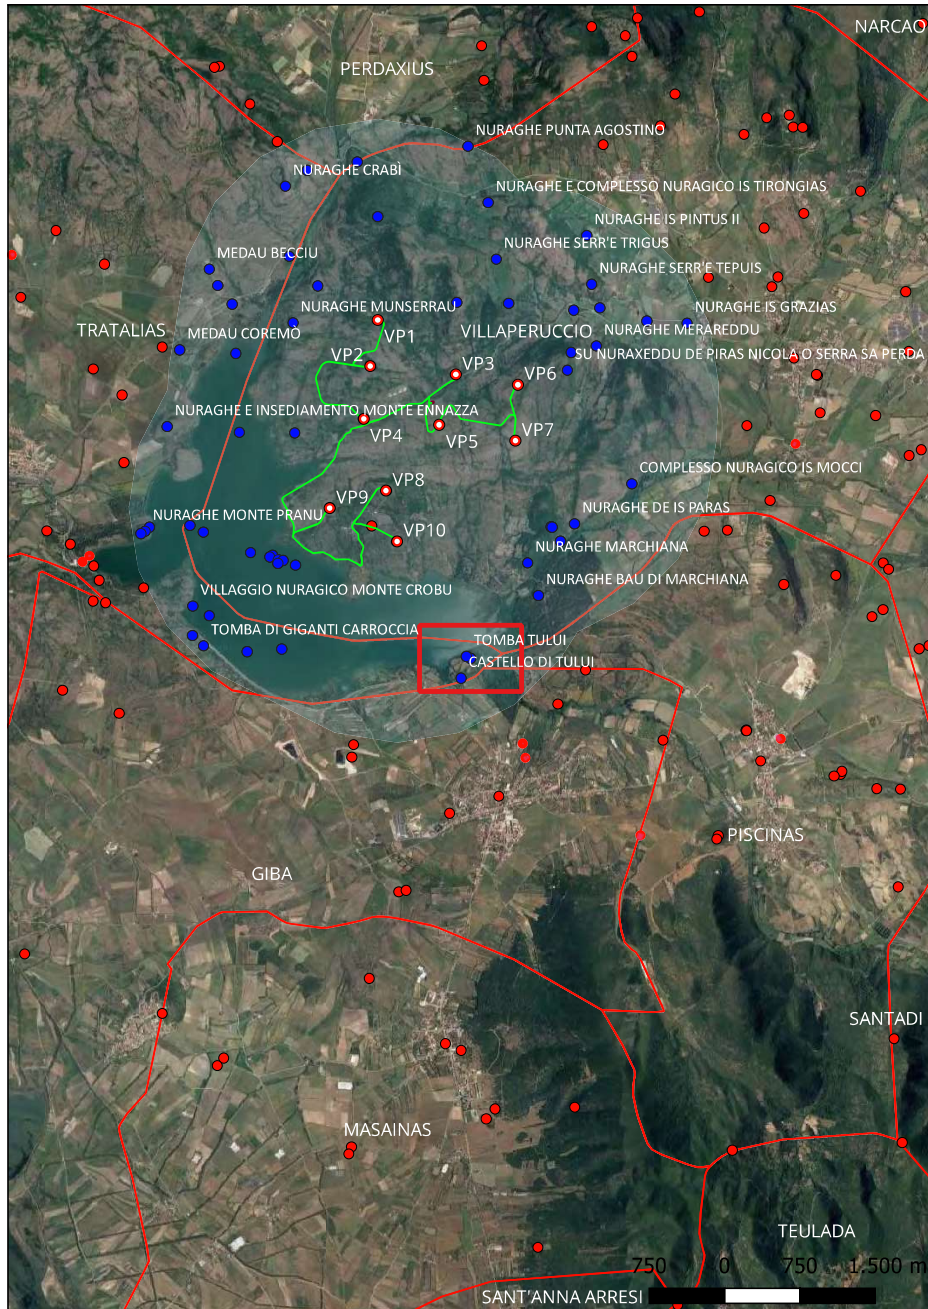 NARCAO
PERDAXIUS
NURAGHE PUNTA AGOSTINO
NURAGHE CRABÌ
NURAGHE E COMPLESSO NURAGICO IS TIRONGIAS
NURAGHE IS PINTUS II
NURAGHE SERR'E TRIGUS
MEDAU BECCIU
NURAGHE SERR'E TEPUIS
NURAGHE MUNSERRAU
NURAGHE IS GRAZIAS
TRATALIAS
MEDAU COREMÒ
VP1
VILLAPERUCCIO
NURAGHE MERAREDDU
VP2
VP3
SU NURAXEDDU DE PIRAS NICOLA O SERRA SA PERDA
VP6
NURAGHE E INSEDIAMENTO MONTE ENNAZZA
VP4
VP5
VP7
COMPLESSO NURAGICO IS MOCCI
VP8
VP9
NURAGHE DE IS PARAS
NURAGHE MONTE PRANU
VP10
NURAGHE MARCHIANA
NURAGHE BAU DI MARCHIANA
VILLAGGIO NURAGICO MONTE CROBU
TOMBA DI GIGANTI CARROCCIA
TOMBA TULUI
CASTELLO DI TULUI
PISCINAS
GIBA
SANTADI
MASAINAS
TEULADA
750 0 750 1.500 m
SANT'ANNA ARRESI